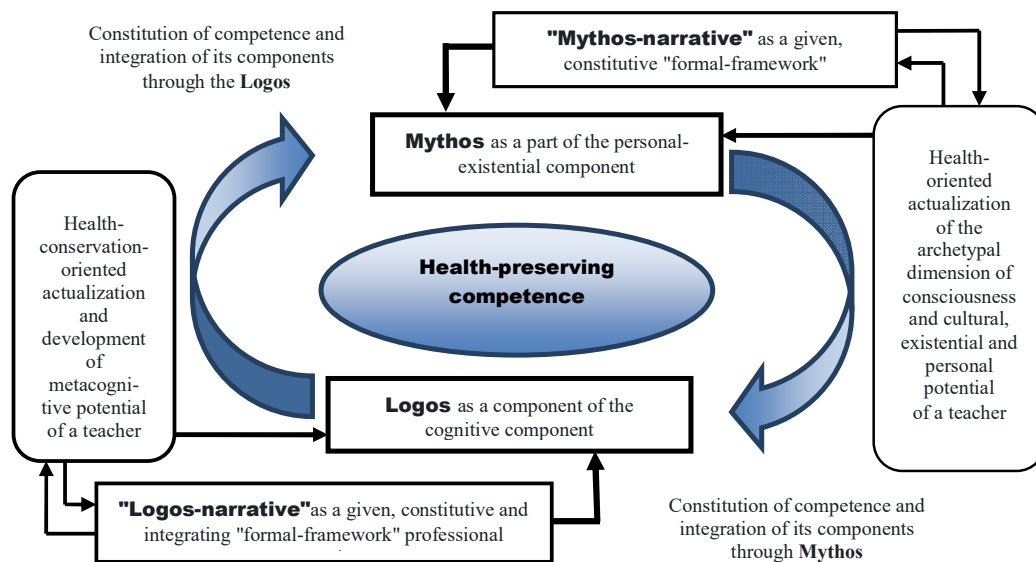 Constitution of competence and
integration of its components
through the Logos
"Mythos-narrative" as a given,
constitutive "formal-framework"
Mythos as a part of the personal-
existential component
Health-
oriented
actualization
of the
archetypal
dimension of
consciousness
and cultural,
existential and
personal
potential
of a teacher
Health-
conservation-
oriented
actualization
and
development
of
metacogni-
tive potential
of a teacher
Health-preserving
competence
Logos as a component of the
cognitive component
"Logos-narrative"as a given, constitutive and
integrating "formal-framework" professional
Constitution of competence and
integration of its components
through Mythos